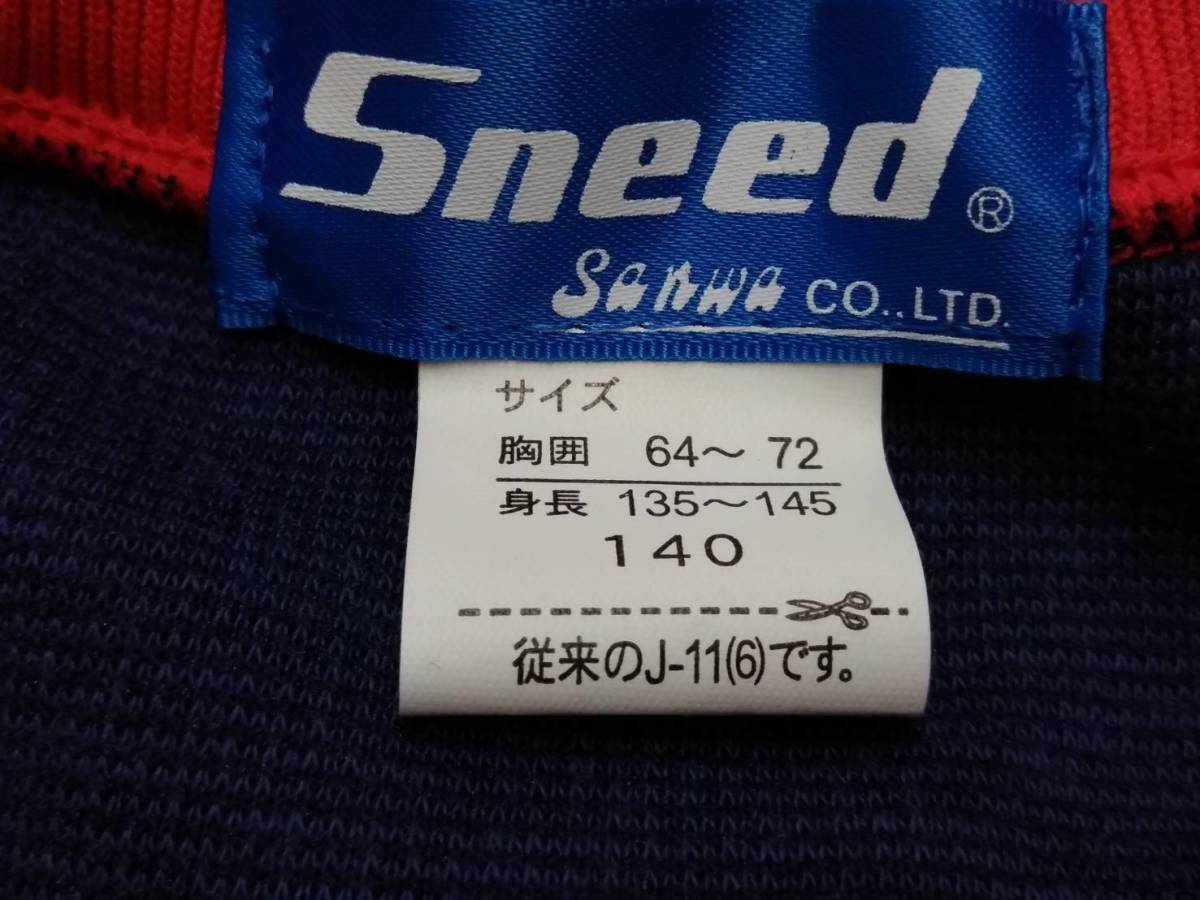 Sneed ®
Sanwa CO.,LTD.
サイズ
胸囲 64～72
身長 135～145
140
従来のJ-11(6)です。